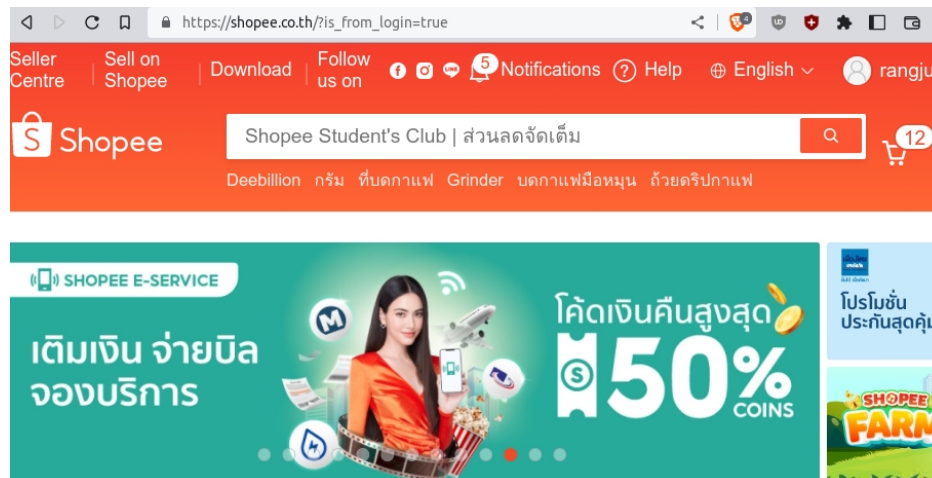 https://shopee.co.th/?is_from_login=true
Seller Centre
Sell on Shopee
Download
Follow us on
5
Notifications
Help
English
rangju
Shopee
Shopee Student's Club | ส่วนลดจัดเต็ม
12
Deebillion กรัม ที่บดกาแฟ Grinder บดกาแฟมือหมุน ถ้วยดริปกาแฟ
SHOPEE E-SERVICE
เติมเงิน จ่ายบิล
จองบริการ
โค้ดเงินคืนสูงสุด
50%
COINS
โปรโมชั่น
ประกันสุดคุ้ม
SHOPEE
FARM